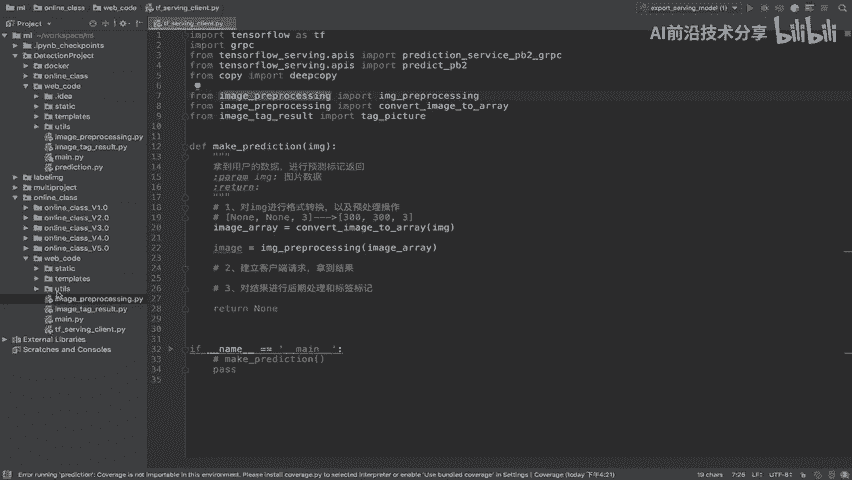 ml
online_class
web_code
tf_serving_client.py
export_serving_model (1)
AI前沿技术分享 bilibili
Project
tf_serving_client.py
ml ~/workspace/ml
.ipynb_checkpoints
DetectionProject
docker
online_class
web_code
.idea
static
templates
utils
image_preprocessing.py
image_tag_result.py
main.py
prediction.py
labelimg
multiproject
online_class
online_class_V1.0
online_class_V2.0
online_class_V3.0
online_class_V4.0
online_class_V5.0
web_code
static
templates
utils
image_preprocessing.py
image_tag_result.py
main.py
tf_serving_client.py
External Libraries
Scratches and Consoles
1 import tensorflow as tf
2 import grpc
3 from tensorflow_serving.apis import prediction_service_pb2_grpc
4 from tensorflow_serving.apis import predict_pb2
5 from copy import deepcopy
6
7 from image_preprocessing import img_preprocessing
8 from image_preprocessing import convert_image_to_array
9 from image_tag_result import tag_picture
10
11
12 def make_prediction(img):
13 """
14 拿到用户的数据，进行预测标记返回
15 :param img: 图片数据
16 :return:
17 """
18 # 1、对img进行格式转换，以及预处理操作
19 # [None, None, 3]--->[300, 300, 3]
20 image_array = convert_image_to_array(img)
21
22 image = img_preprocessing(image_array)
23
24 # 2、建立客户端请求，拿到结果
25
26 # 3、对结果进行后期处理和标签标记
27
28 return None
29
30
31
32 if __name__ == '__main__':
33 # make_prediction()
34 pass
35
Error running 'prediction': Coverage is not importable in this environment. Please install coverage.py to selected interpreter or enable 'Use bundled coverage' in Settings | Coverage (today 下午4:21)
19 chars 7:25 LF: UTF-8: